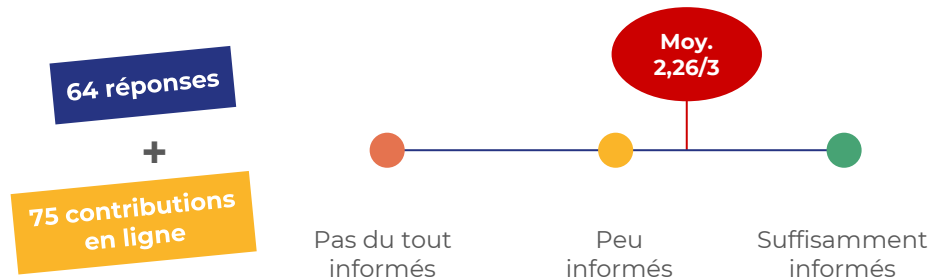 64 réponses
+
75 contributions
en ligne
Moy.
2,26/3
Pas du tout
informés
Peu
informés
Suffisamment
informés